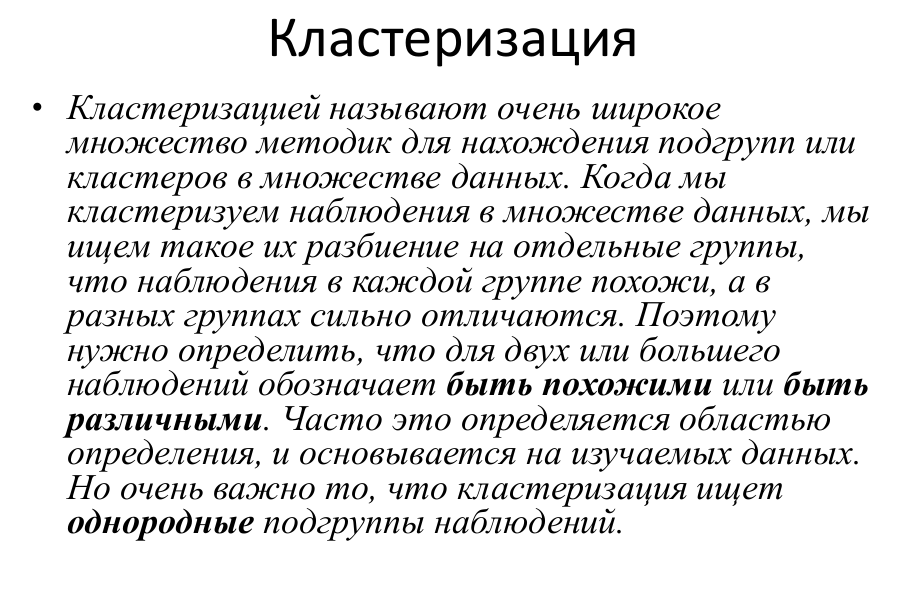 Кластеризация
• Кластеризацией называют очень широкое
множество методик для нахождения подгрупп или
кластеров в множестве данных. Когда мы
кластеризуем наблюдения в множестве данных, мы
ищем такое их разбиение на отдельные группы,
что наблюдения в каждой группе похожи, а в
разных группах сильно отличаются. Поэтому
нужно определить, что для двух или большего
наблюдений обозначает быть похожими или быть
различными. Часто это определяется областью
определения, и основывается на изучаемых данных.
Но очень важно то, что кластеризация ищет
однородные подгруппы наблюдений.